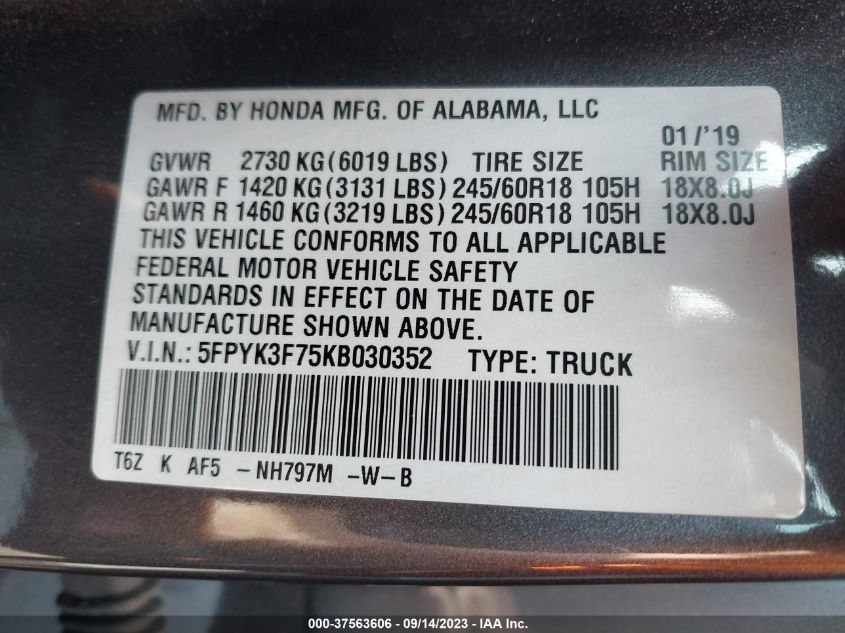 MFD. BY HONDA MFG. OF ALABAMA, LLC
01/'19
GVWR 2730 KG(6019 LBS) TIRE SIZE RIM SIZE
GAWR F 1420 KG(3131 LBS) 245/60R18 105H 18X8.0J
GAWR R 1460 KG(3219 LBS) 245/60R18 105H 18X8.0J
THIS VEHICLE CONFORMS TO ALL APPLICABLE
FEDERAL MOTOR VEHICLE SAFETY
STANDARDS IN EFFECT ON THE DATE OF
MANUFACTURE SHOWN ABOVE.
V.I.N.: 5FPYK3F75KB030352 TYPE: TRUCK
T6Z K AF5 -NH797M -W-B
000-37563606 - 09/14/2023 - IAA Inc.